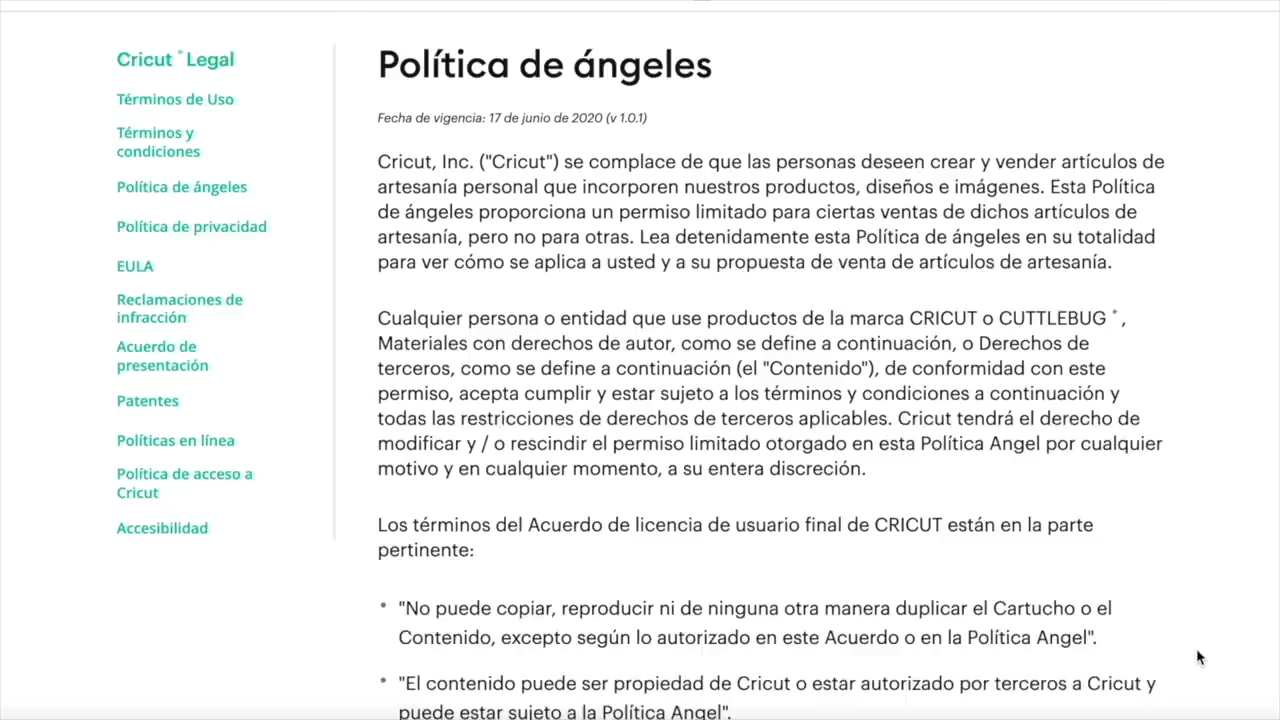 Cricut * Legal
Términos de Uso
Términos y
condiciones
Política de ángeles
Política de privacidad
EULA
Reclamaciones de
infracción
Acuerdo de
presentación
Patentes
Políticas en línea
Política de acceso a
Cricut
Accesibilidad
Política de ángeles
Fecha de vigencia: 17 de junio de 2020 (v 1.0.1)
Cricut, Inc. ("Cricut") se complace de que las personas deseen crear y vender artículos de
artesanía personal que incorporen nuestros productos, diseños e imágenes. Esta Política
de ángeles proporciona un permiso limitado para ciertas ventas de dichos artículos de
artesanía, pero no para otras. Lea detenidamente esta Política de ángeles en su totalidad
para ver cómo se aplica a usted y a su propuesta de venta de artículos de artesanía.
Cualquier persona o entidad que use productos de la marca CRICUT o CUTTLEBUG * ,
Materiales con derechos de autor, como se define a continuación, o Derechos de
terceros, como se define a continuación (el "Contenido"), de conformidad con este
permiso, acepta cumplir y estar sujeto a los términos y condiciones a continuación y
todas las restricciones de derechos de terceros aplicables. Cricut tendrá el derecho de
modificar y / o rescindir el permiso limitado otorgado en esta Política Angel por cualquier
motivo y en cualquier momento, a su entera discreción.
Los términos del Acuerdo de licencia de usuario final de CRICUT están en la parte
pertinente:
* "No puede copiar, reproducir ni de ninguna otra manera duplicar el Cartucho o el
Contenido, excepto según lo autorizado en este Acuerdo o en la Política Angel".
* "El contenido puede ser propiedad de Cricut o estar autorizado por terceros a Cricut y
puede estar sujeto a la Política Angel".